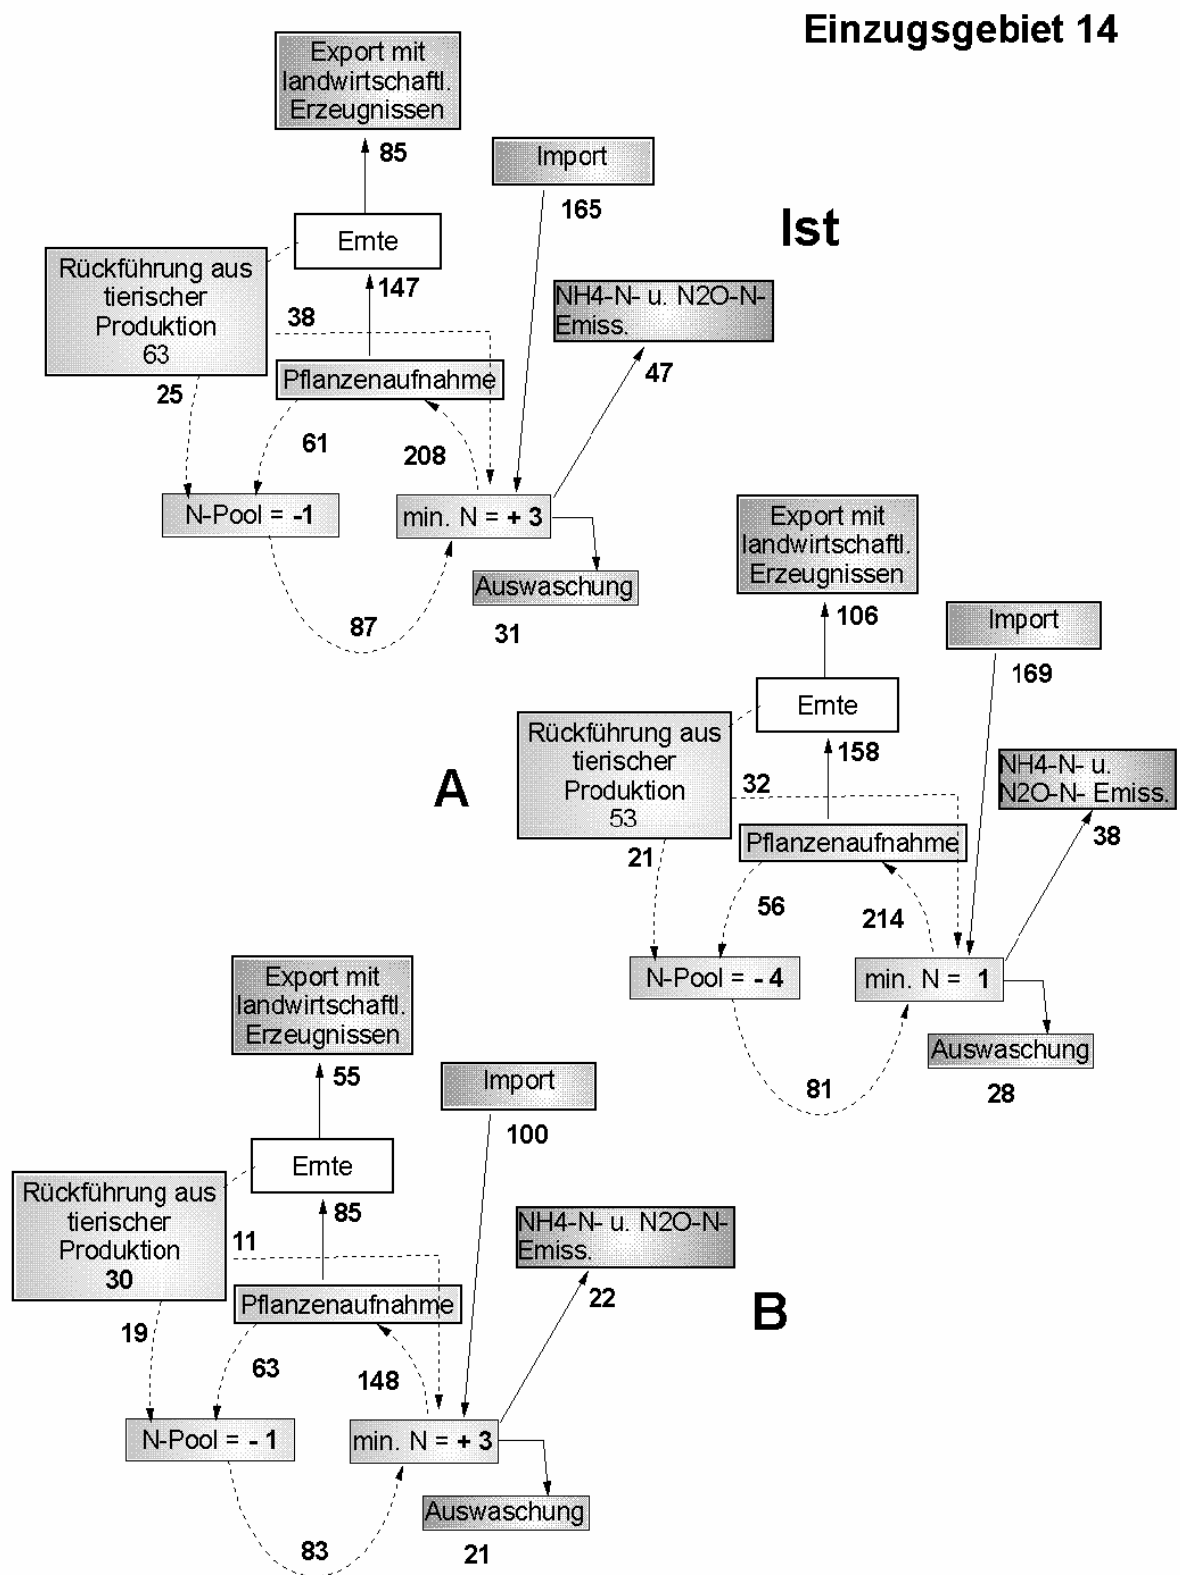 Einzugsgebiet 14
Export mit
landwirtschaftl.
Erzeugnissen
85
Import
165
Ist
Ernte
147
Rückführung aus
tierischer
Produktion
63
38
25
NH4-N- u. N2O-N-
Emiss.
47
Pflanzenaufnahme
61
208
N-Pool = -1
min. N = + 3
Auswaschung
31
87
Export mit
landwirtschaftl.
Erzeugnissen
106
Import
169
A
Ernte
158
Rückführung aus
tierischer
Produktion
53
32
21
NH4-N- u.
N2O-N- Emiss.
38
Pflanzenaufnahme
56
214
N-Pool = - 4
min. N = 1
Auswaschung
28
81
Export mit
landwirtschaftl.
Erzeugnissen
55
Import
100
B
Ernte
85
Rückführung aus
tierischer
Produktion
30
11
19
NH4-N- u. N2O-N-
Emiss.
22
Pflanzenaufnahme
63
148
N-Pool = - 1
min. N = + 3
Auswaschung
21
83